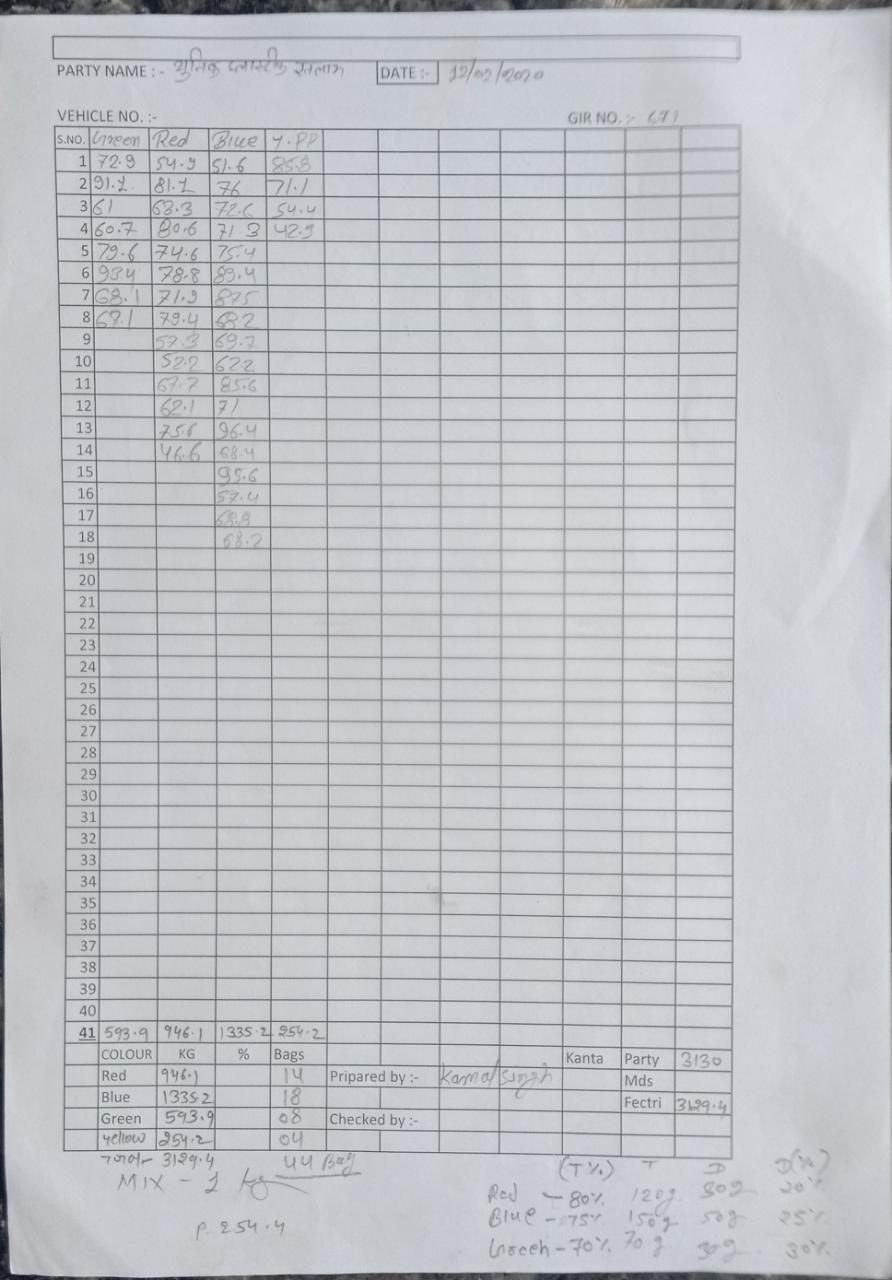 PARTY NAME :- युनिक प्लास्टीक रतलाम DATE :- 12/02/2020
VEHICLE NO. :- GIR NO. :- 671
S.NO. Green Red Blue Y.PP
1 72.9 54.9 51.6 85.8
2 91.1 81.1 76 71.1
3 61 63.3 72.6 54.4
4 60.7 80.6 71.3 42.9
5 79.6 74.6 75.4
6 93.4 78.8 89.4
7 68.1 71.9 87.5
8 67.1 79.4 68.2
9 57.3 69.7
10 52.2 62.2
11 67.7 85.6
12 62.1 71
13 75.6 96.4
14 46.6 68.4
15 95.6
16 57.4
17 68.8
18 68.2
19
20
21
22
23
24
25
26
27
28
29
30
31
32
33
34
35
36
37
38
39
40
41 593.9 946.1 1335.2 254.2
COLOUR KG % Bags Kanta Party 3130
Red 946.1 14 Pripared by :- Kamal Singh Mds
Blue 1335.2 18 Fectri 3129.4
Green 593.9 08 Checked by :-
Yellow 254.2 04
3129.4 44 Bag
MIX - 1 kg (T%) T D D(%)
Red - 80% 120g 30g 20%
Blue - 75% 150g 50g 25%
P. 254.4
Green - 70% 70g 30g 30%